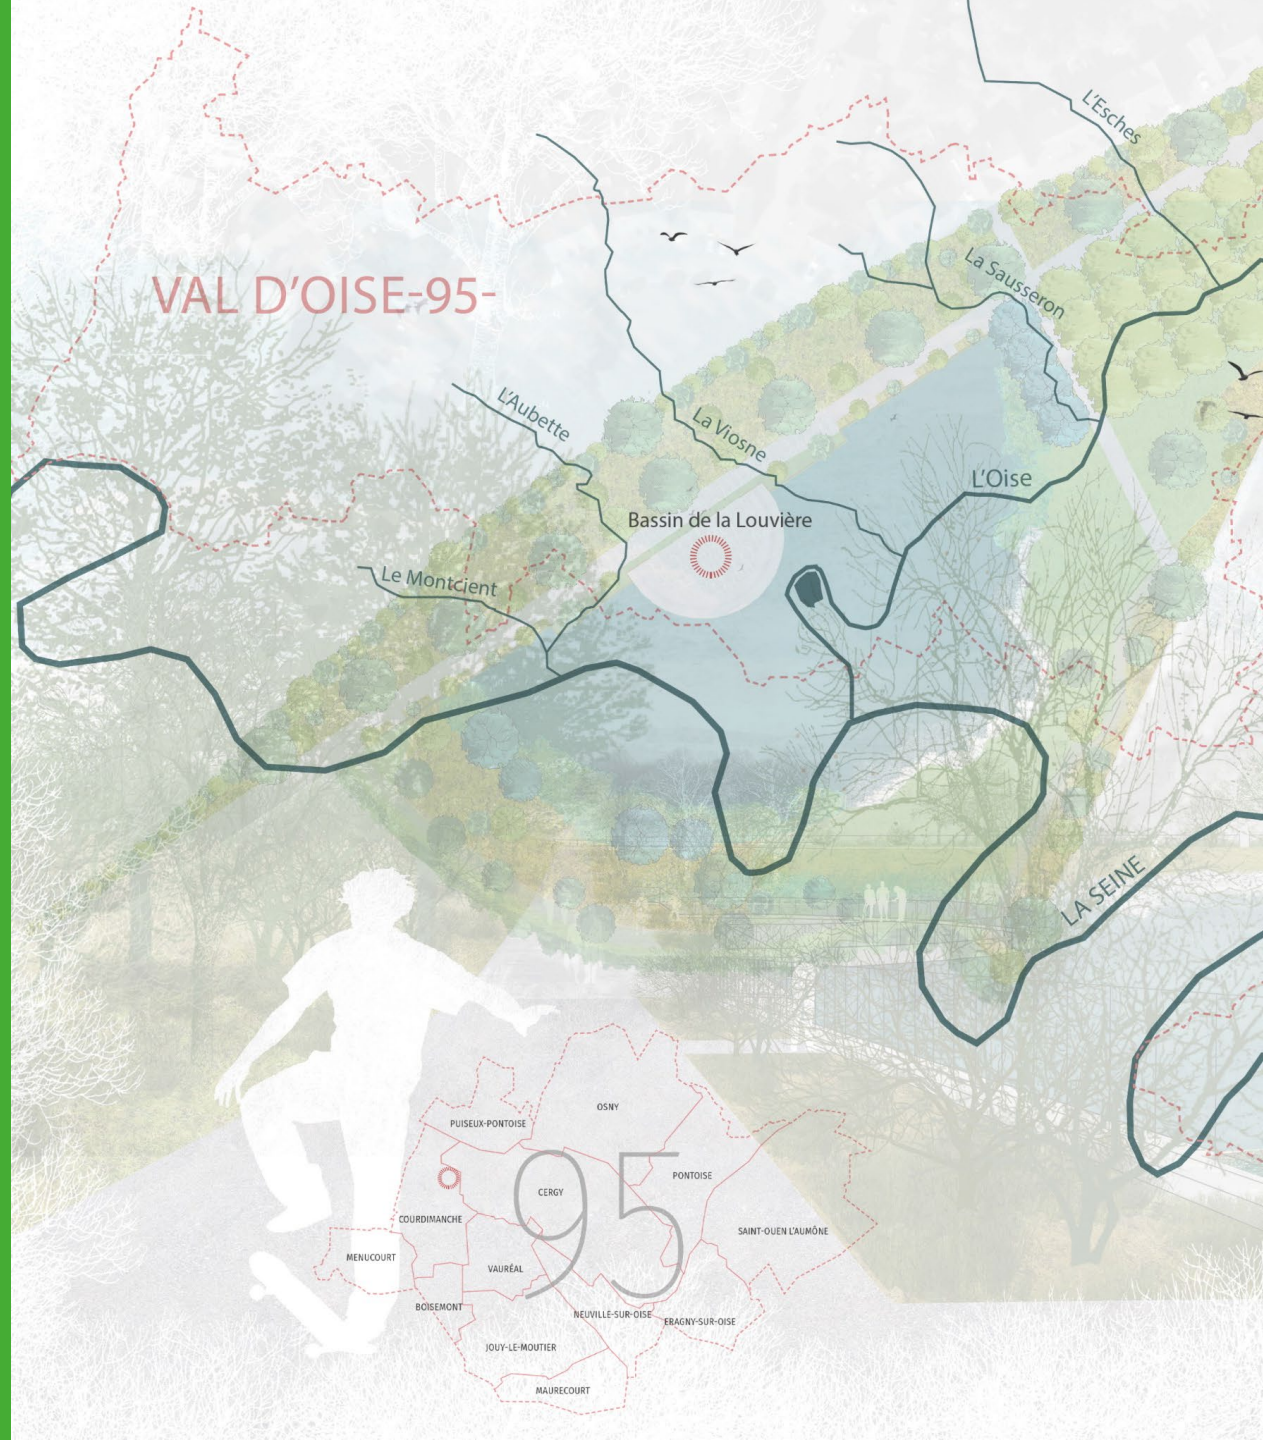 L'Esches
La Sausseron
VAL D'OISE-95-
L'Aubette
La Viosne
L'Oise
Bassin de la Louvière
Le Montcient
LA SEINE
OSNY
PUISEUX-PONTOISE
95
PONTOISE
CERGY
COURDIMANCHE
SAINT-OUEN L'AUMÔNE
MENUCOURT
VAURÉAL
BOISEMONT
NEUVILLE-SUR-OISE
ERAGNY-SUR-OISE
JOUY-LE-MOUTIER
MAURECOURT